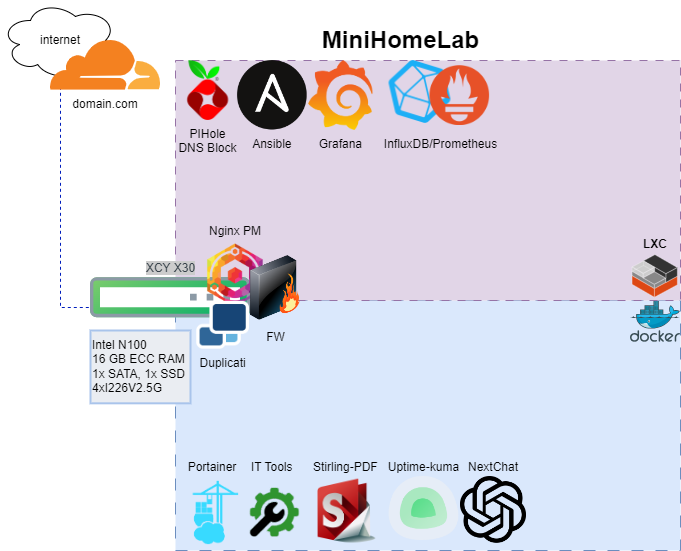 internet
MiniHomeLab
domain.com
PIHole
DNS Block
Ansible
Grafana
InfluxDB/Prometheus
Nginx PM
LXC
XCY X30
docker
FW
Intel N100
16 GB ECC RAM
1x SATA, 1x SSD
4xI226V2.5G
Duplicati
Portainer
IT Tools
Stirling-PDF
Uptime-kuma
NextChat
S